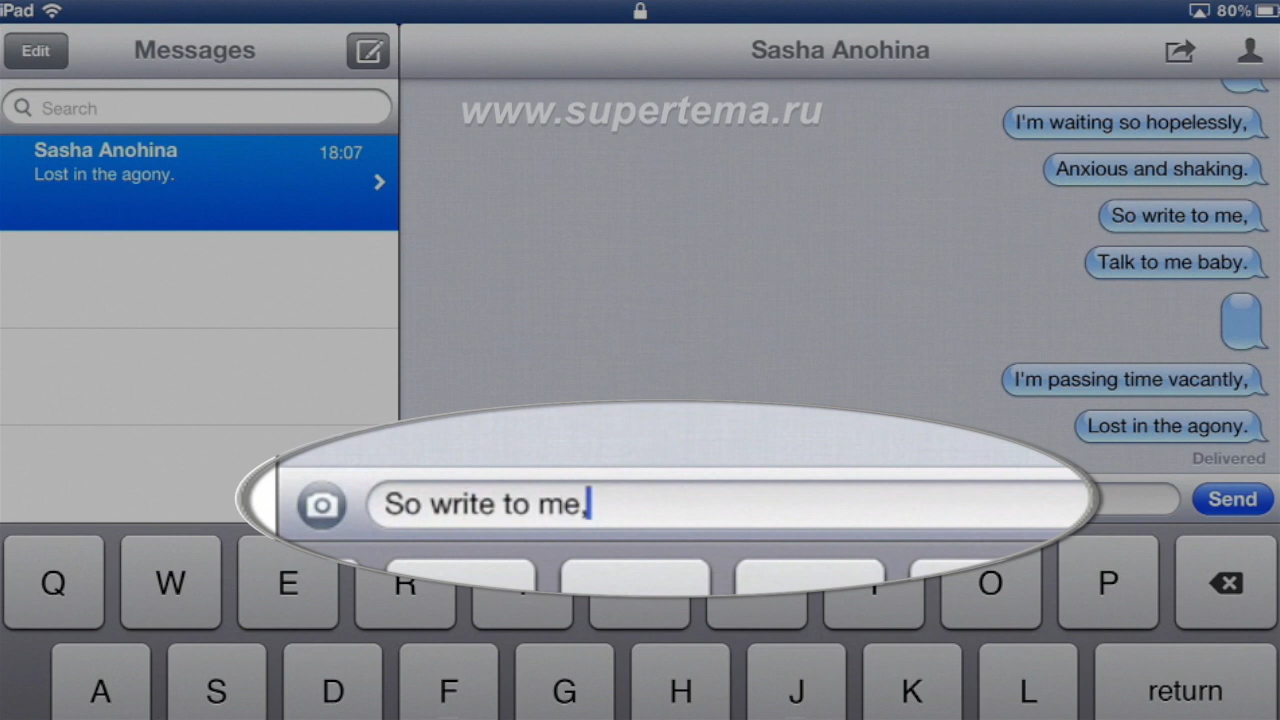 iPad
80%
Edit
Messages
Sasha Anohina
Search
www.supertema.ru
Sasha Anohina
18:07
Lost in the agony.
I'm waiting so hopelessly,
Anxious and shaking.
So write to me,
Talk to me baby.
I'm passing time vacantly,
Lost in the agony.
Delivered
So write to me,
Send
Q W E R O P
A S D F G H J K L return